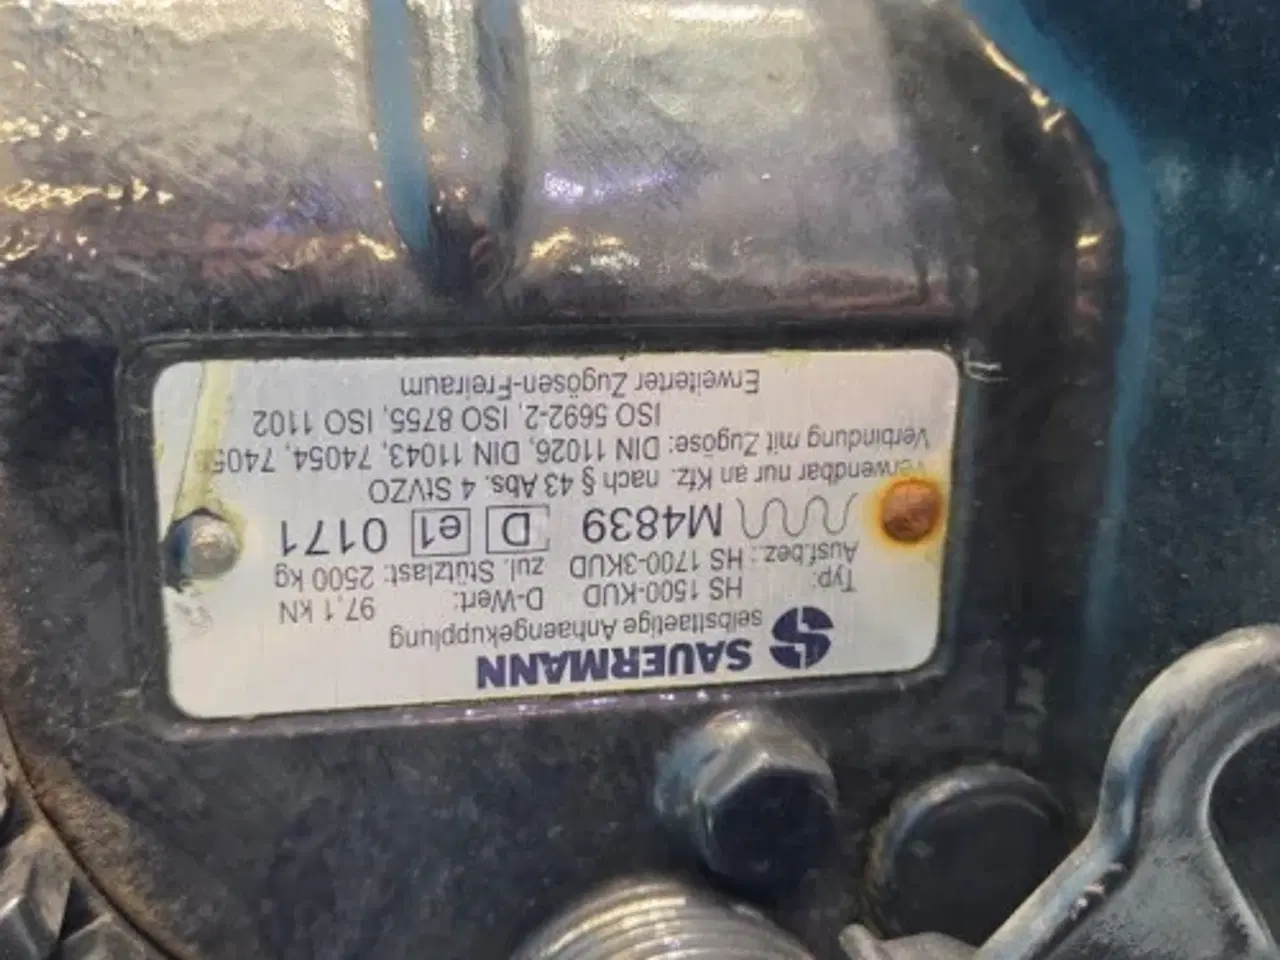 SAUERMANN
selbsttaetige Anhaengekupplung
Typ: HS 1500-KUD D-Wert: 97,1 kN
Ausf.bez.: HS 1700-3KUD zul. Stützlast: 2500 kg
M4839 D e1 0171
Verwendbar nur an Kfz. nach § 43 Abs. 4 StVZO
Verbindung mit Zugöse: DIN 11026, DIN 11043, 74054, 74053
ISO 5692-2, ISO 8755, ISO 1102
Erweiterter Zugösen-Freiraum